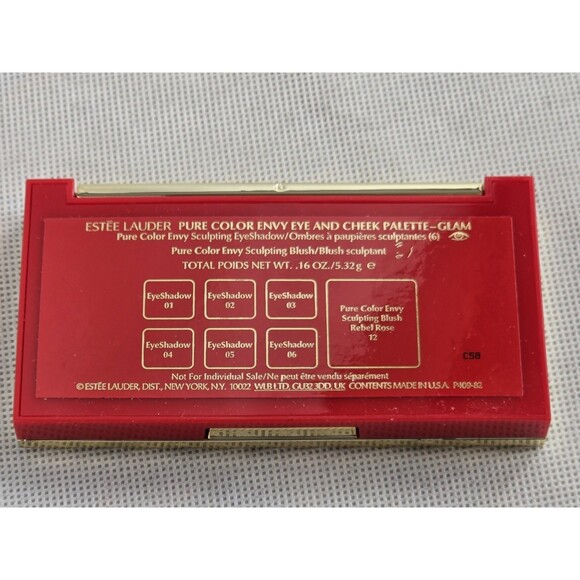 ESTĒE LAUDER PURE COLOR ENVY EYE AND CHEEK PALETTE–GLAM
Pure Color Envy Sculpting EyeShadow/Ombres à paupières sculptantes (6)
Pure Color Envy Sculpting Blush/Blush sculptant
TOTAL POIDS NET WT. .16 OZ./5.32g ℮
EyeShadow
01
EyeShadow
02
EyeShadow
03
EyeShadow
04
EyeShadow
05
EyeShadow
06
Pure Color Envy
Sculpting Blush
Rebel Rose
12
C58
Not For Individual Sale/Ne peut être vendu séparément
© ESTĒE LAUDER, DIST., NEW YORK, N.Y. 10022 WLB LTD, GU32 3DD, UK CONTENTS MADE IN U.S.A. P409-82